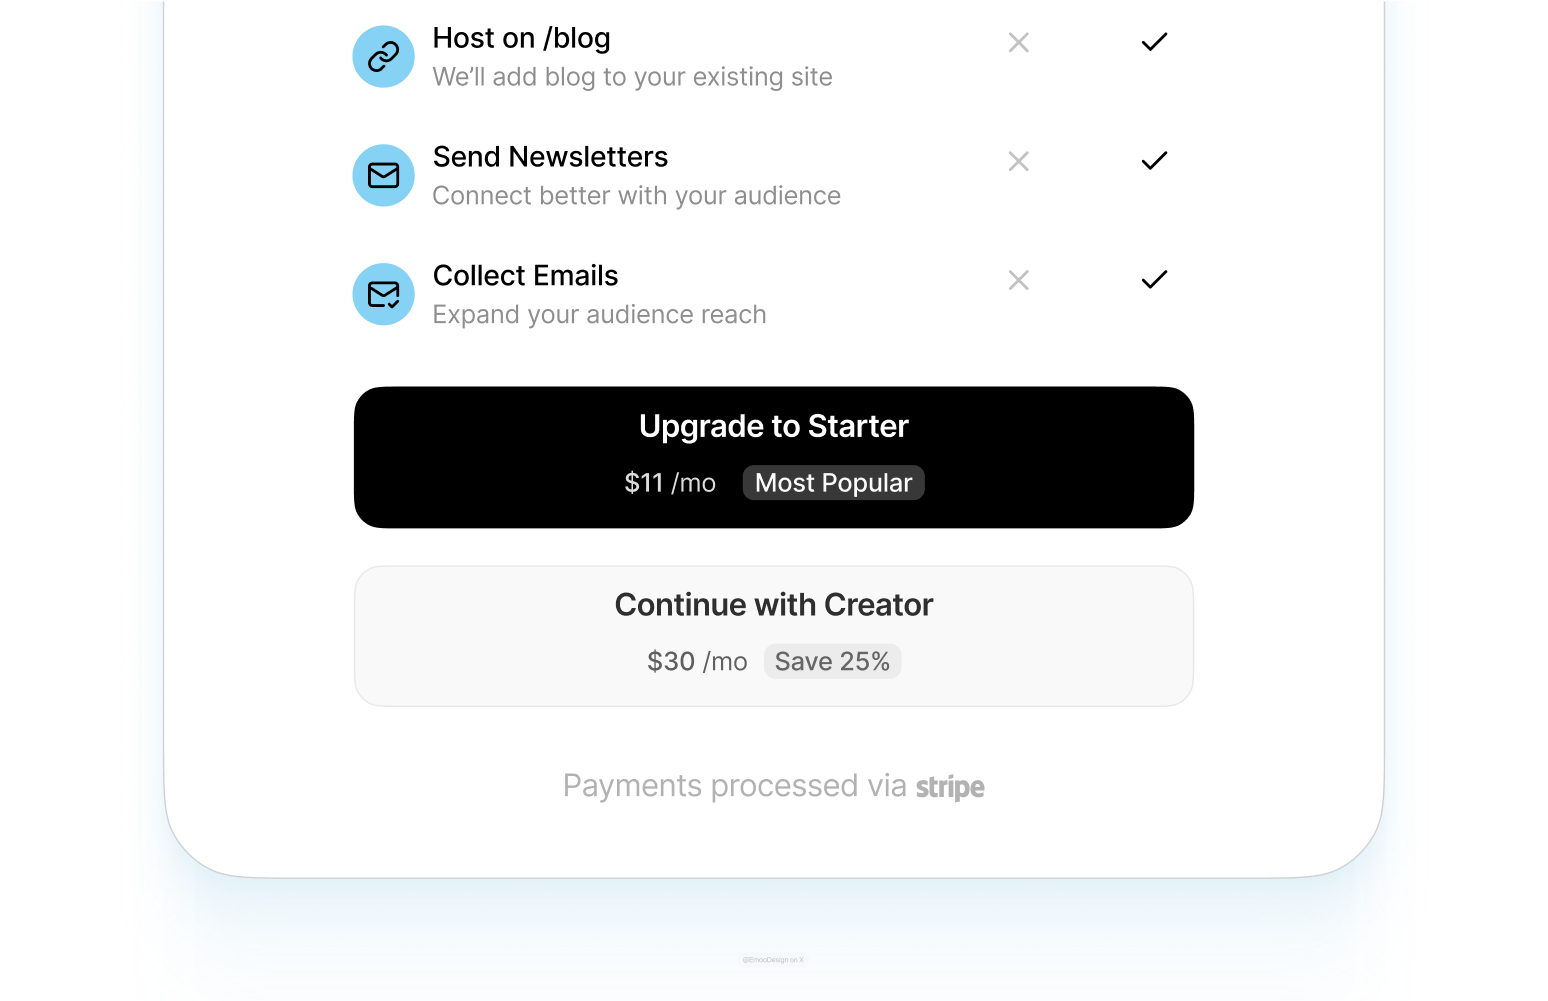 Host on /blog
We’ll add blog to your existing site
Send Newsletters
Connect better with your audience
Collect Emails
Expand your audience reach
Upgrade to Starter
$11 /mo Most Popular
Continue with Creator
$30 /mo Save 25%
Payments processed via stripe